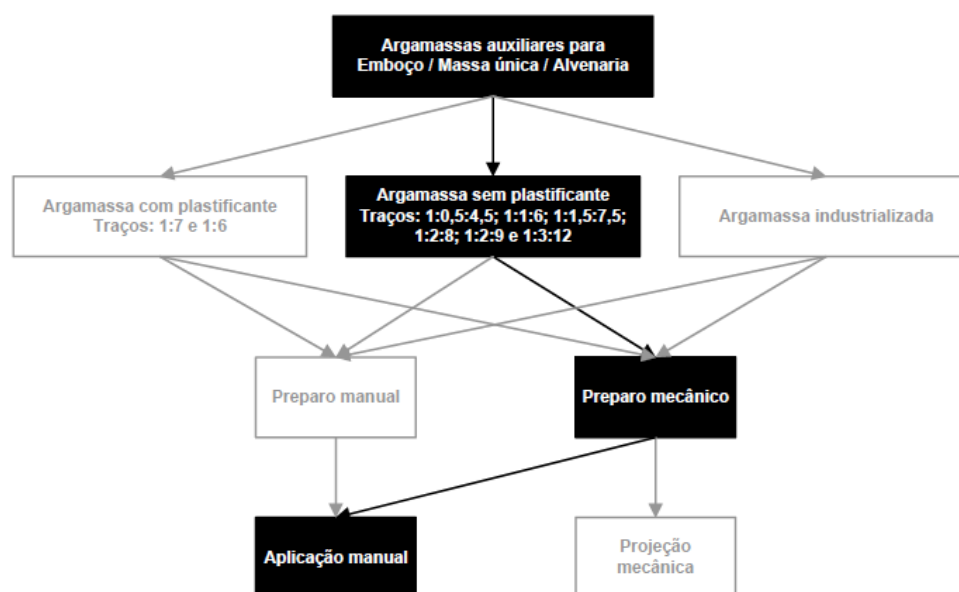 Argamassas auxiliares para
Emboço / Massa única / Alvenaria
Argamassa com plastificante
Traços: 1:7 e 1:6
Argamassa sem plastificante
Traços: 1:0,5:4,5; 1:1:6; 1:1,5:7,5;
1:2:8; 1:2:9 e 1:3:12
Argamassa industrializada
Preparo manual
Preparo mecânico
Aplicação manual
Projeção
mecânica